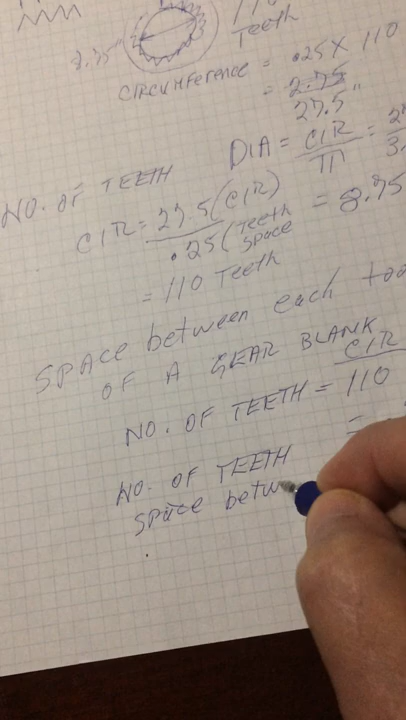 110
Teeth
8.75"
CIRCUMFERENCE = .25 X 110
= 2.75
27.5"
DIA = CIR =
π
= 8.75
NO. OF TEETH
CIR = 27.5 (CIR)
.25 (Teeth
Space
= 110 Teeth
SPACE between each
OF A GEAR BLANK
NO. OF TEETH = CIR
110
=
NO. OF TEETH
Space betw